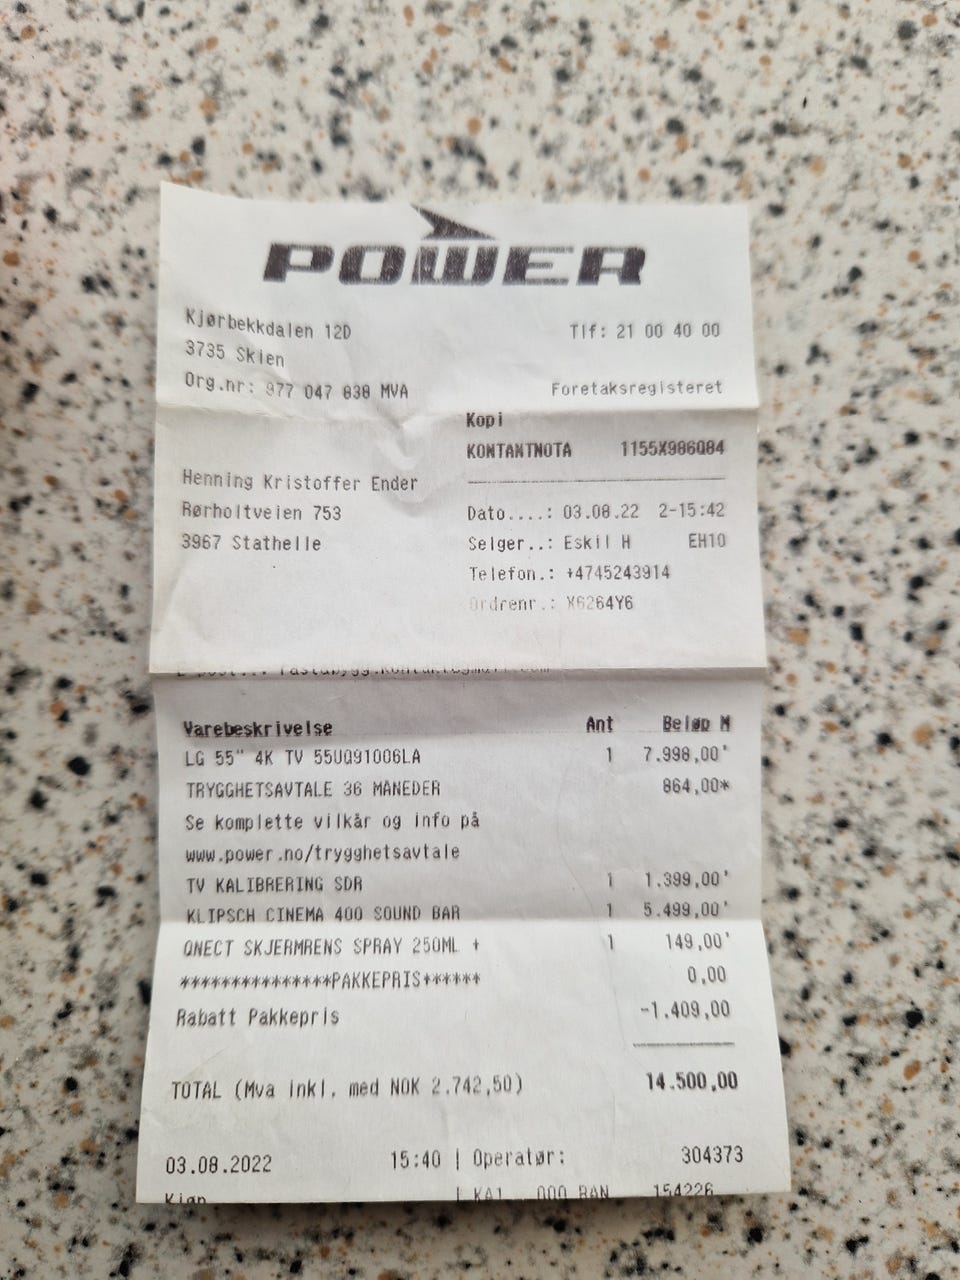 POWER
Kjørbekkdalen 12D Tlf: 21 00 40 00
3735 Skien
Org.nr: 977 047 838 MVA Foretaksregisteret
Kopi
KONTANTNOTA 1155X986Q84
Henning Kristoffer Ender
Rørholtveien 753 Dato....: 03.08.22 2-15:42
3967 Stathelle Selger..: Eskil H EH10
Telefon.: +4745243914
Ordrenr.: X6264Y6
Varebeskrivelse Ant Beløp M
LG 55" 4K TV 55UQ91006LA 1 7.998,00'
TRYGGHETSAVTALE 36 MÅNEDER 864,00*
Se komplette vilkår og info på
www.power.no/trygghetsavtale
TV KALIBRERING SDR 1 1.399,00'
KLIPSCH CINEMA 400 SOUND BAR 1 5.499,00'
QNECT SKJERMRENS SPRAY 250ML + 1 149,00'
***************PAKKEPRIS****** 0,00
Rabatt Pakkepris -1.409,00
TOTAL (Mva inkl. med NOK 2.742,50) 14.500,00
03.08.2022 15:40 | Operatør: 304373
| KA1 000 BAN 154226